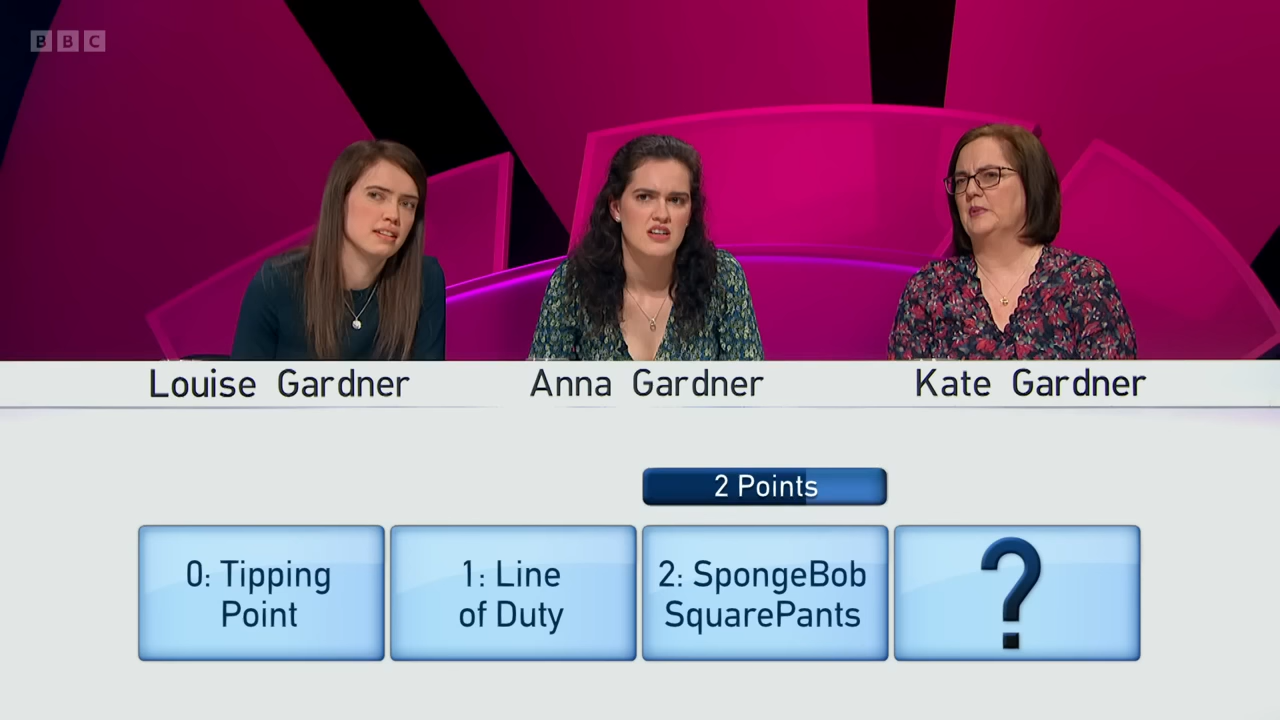 BBC
Louise Gardner
Anna Gardner
Kate Gardner
2 Points
0: Tipping
Point
1: Line
of Duty
2: SpongeBob
SquarePants
?